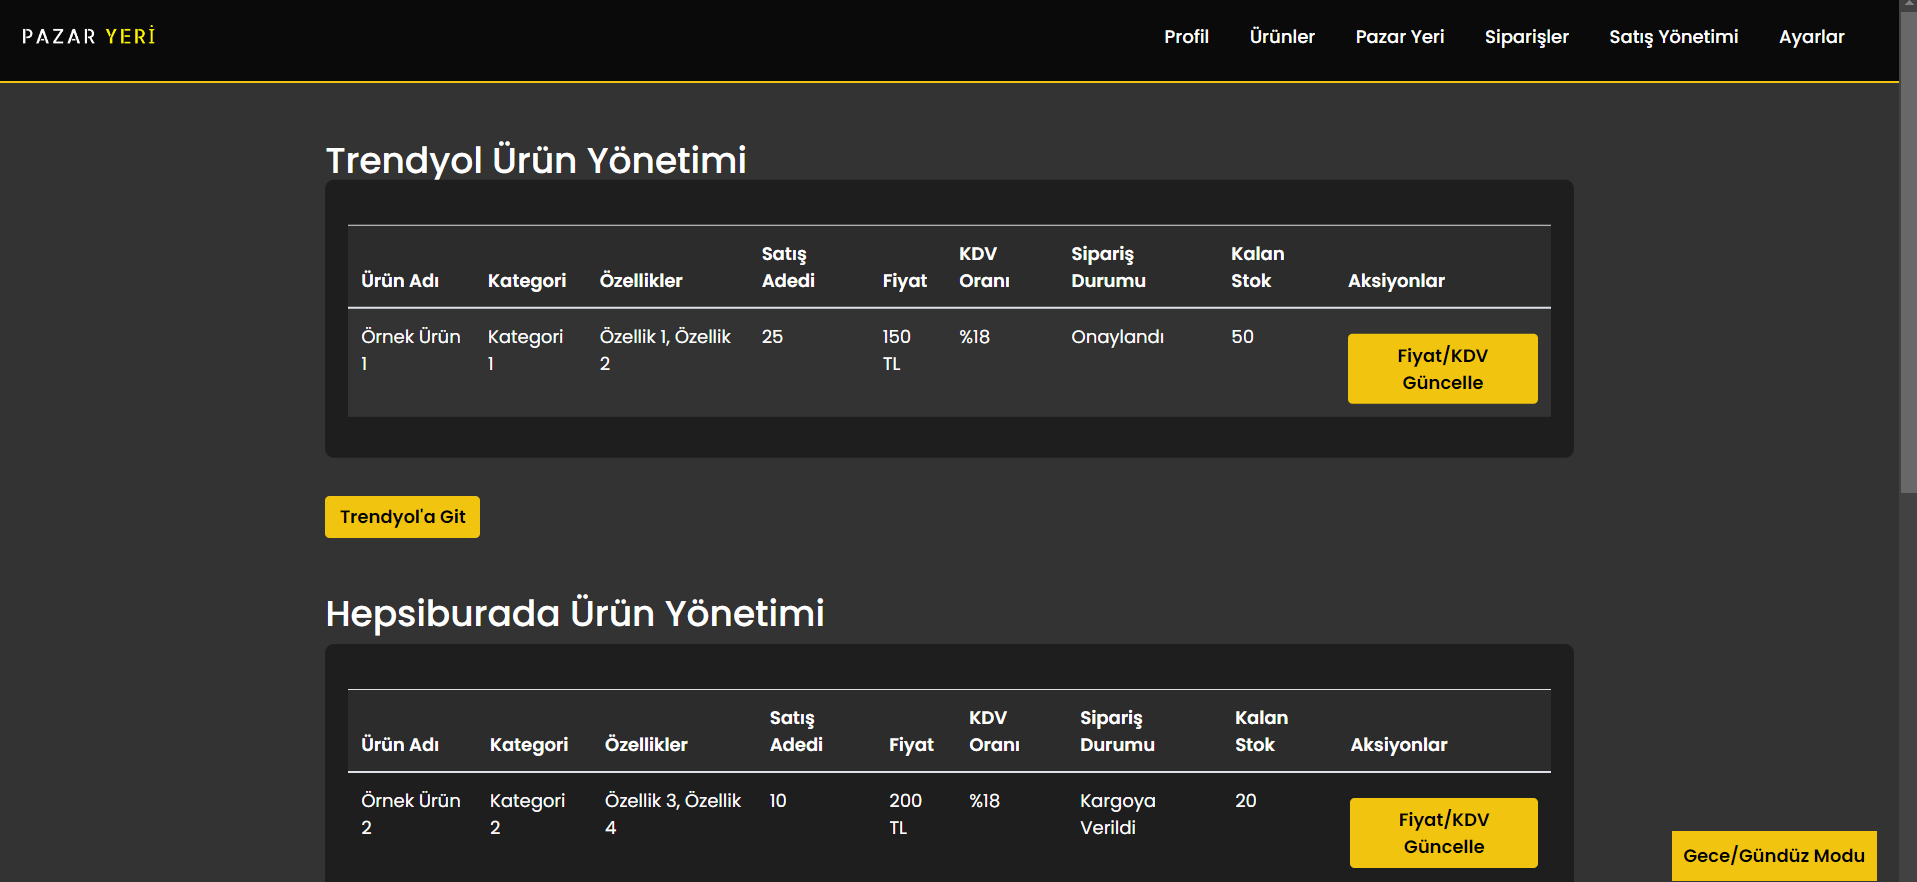 PAZAR YERİ
Profil Ürünler Pazar Yeri Siparişler Satış Yönetimi Ayarlar
Trendyol Ürün Yönetimi
Ürün Adı Kategori Özellikler Satış Adedi Fiyat KDV Oranı Sipariş Durumu Kalan Stok Aksiyonlar
Örnek Ürün 1 Kategori 1 Özellik 1, Özellik 2 25 150 TL %18 Onaylandı 50 Fiyat/KDV Güncelle
Trendyol'a Git
Hepsiburada Ürün Yönetimi
Ürün Adı Kategori Özellikler Satış Adedi Fiyat KDV Oranı Sipariş Durumu Kalan Stok Aksiyonlar
Örnek Ürün 2 Kategori 2 Özellik 3, Özellik 4 10 200 TL %18 Kargoya Verildi 20 Fiyat/KDV Güncelle
Gece/Gündüz Modu